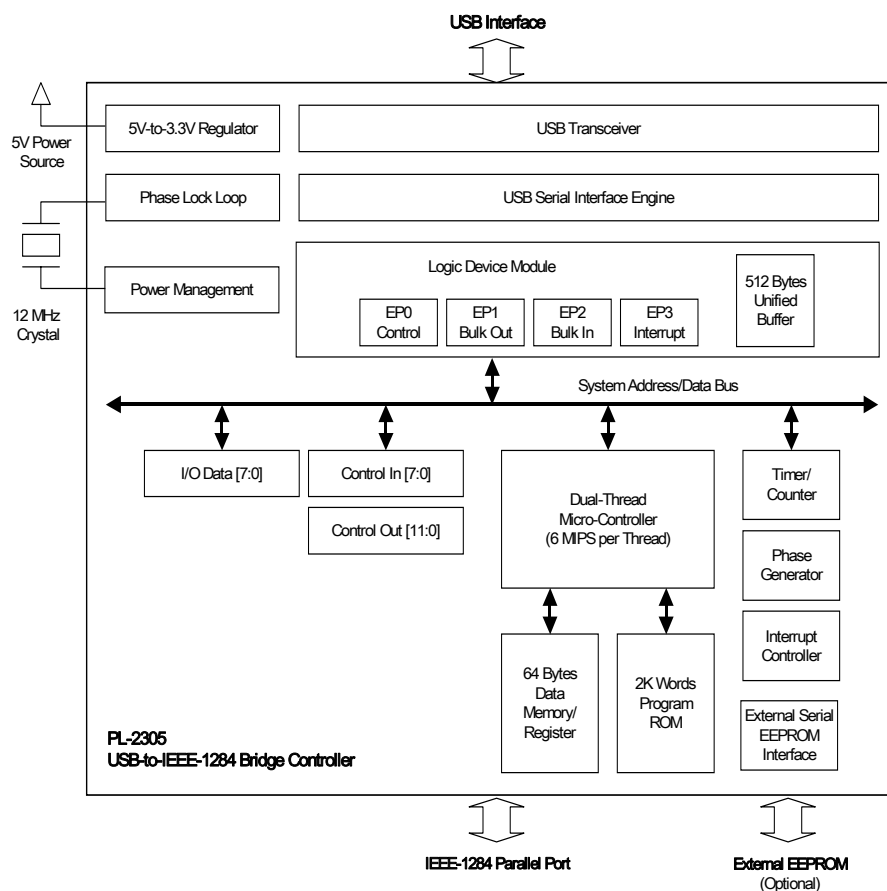 USB Interface
5V Power
Source
5V-to-3.3V Regulator
USB Transceiver
Phase Lock Loop
USB Serial Interface Engine
12 MHz
Crystal
Power Management
Logic Device Module
EP0
Control
EP1
Bulk Out
EP2
Bulk In
EP3
Interrupt
512 Bytes
Unified
Buffer
System Address/Data Bus
I/O Data [7:0]
Control In [7:0]
Control Out [11:0]
Dual-Thread
Micro-Controller
(6 MIPS per Thread)
Timer/
Counter
Phase
Generator
Interrupt
Controller
64 Bytes
Data
Memory/
Register
2K Words
Program
ROM
External Serial
EEPROM
Interface
PL-2305
USB-to-IEEE-1284 Bridge Controller
IEEE-1284 Parallel Port
External EEPROM
(Optional)